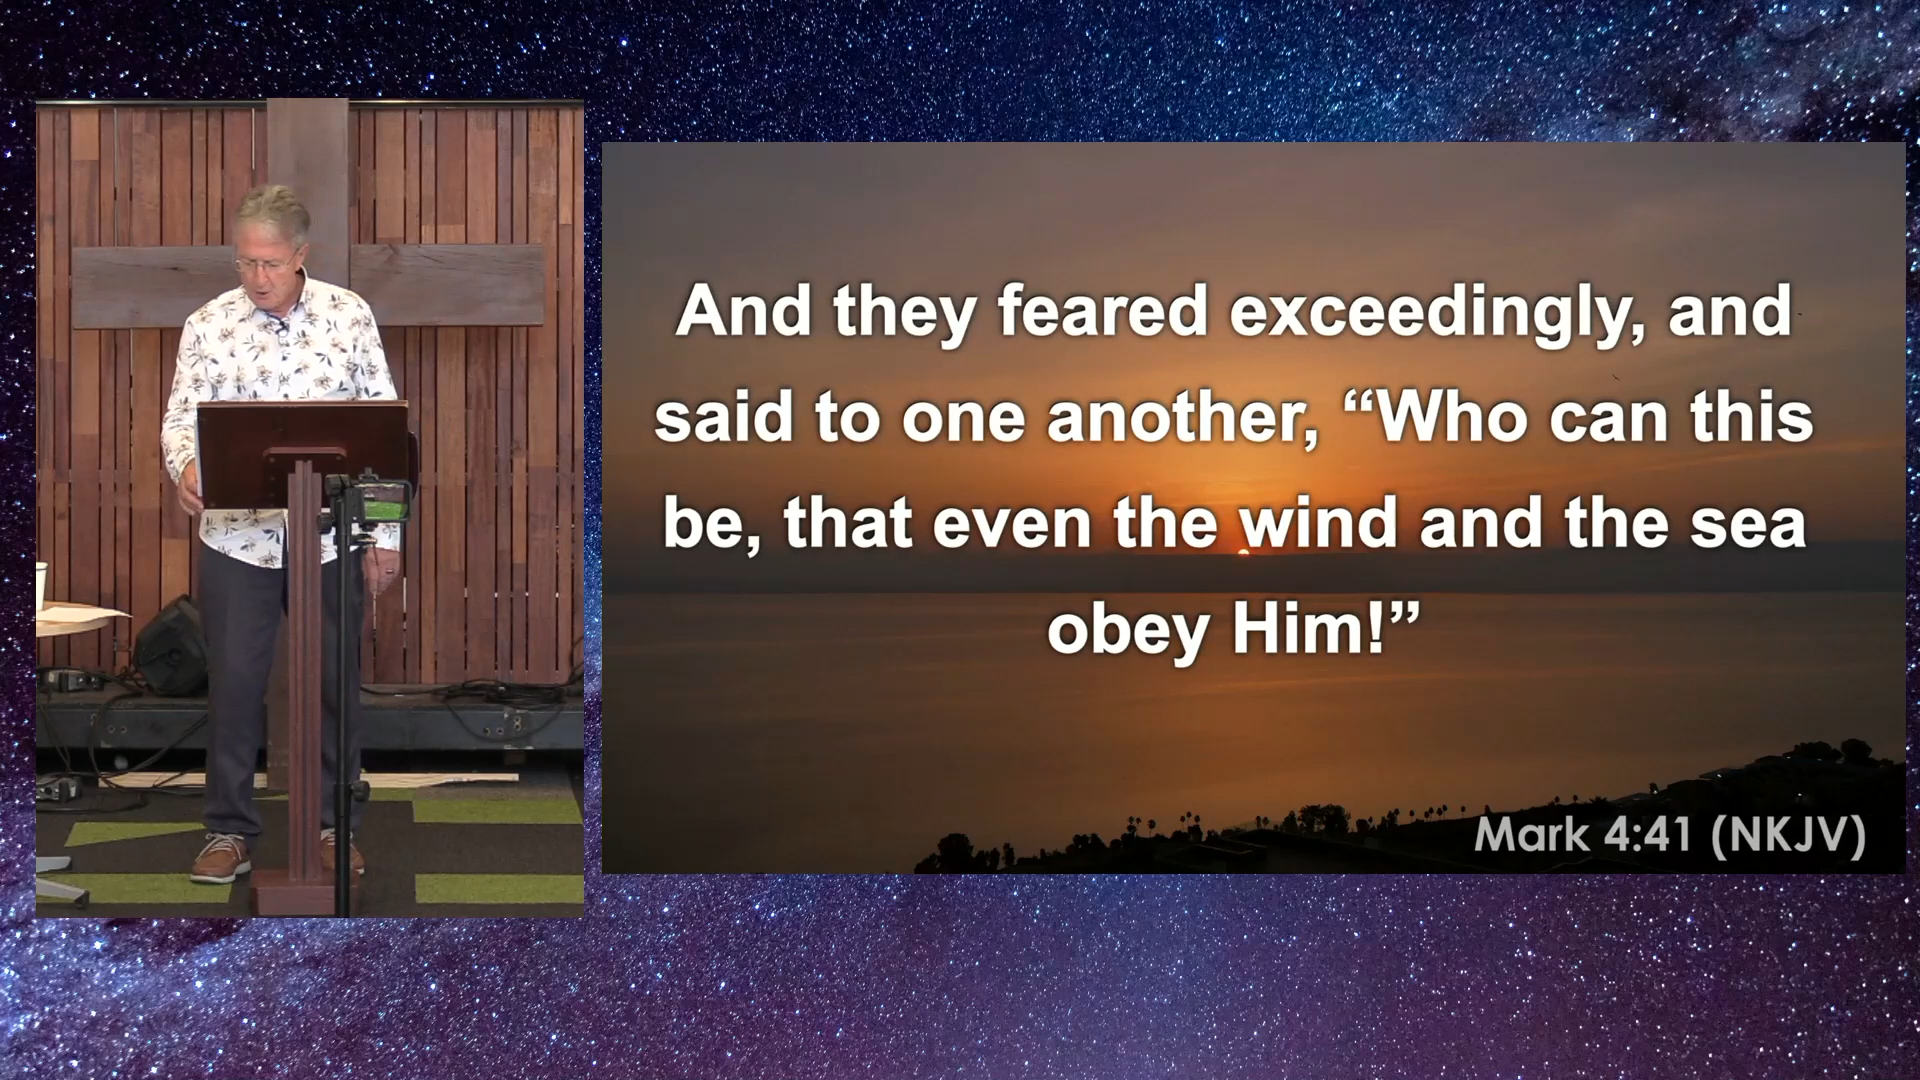 And they feared exceedingly, and
said to one another, “Who can this
be, that even the wind and the sea
obey Him!”
Mark 4:41 (NKJV)